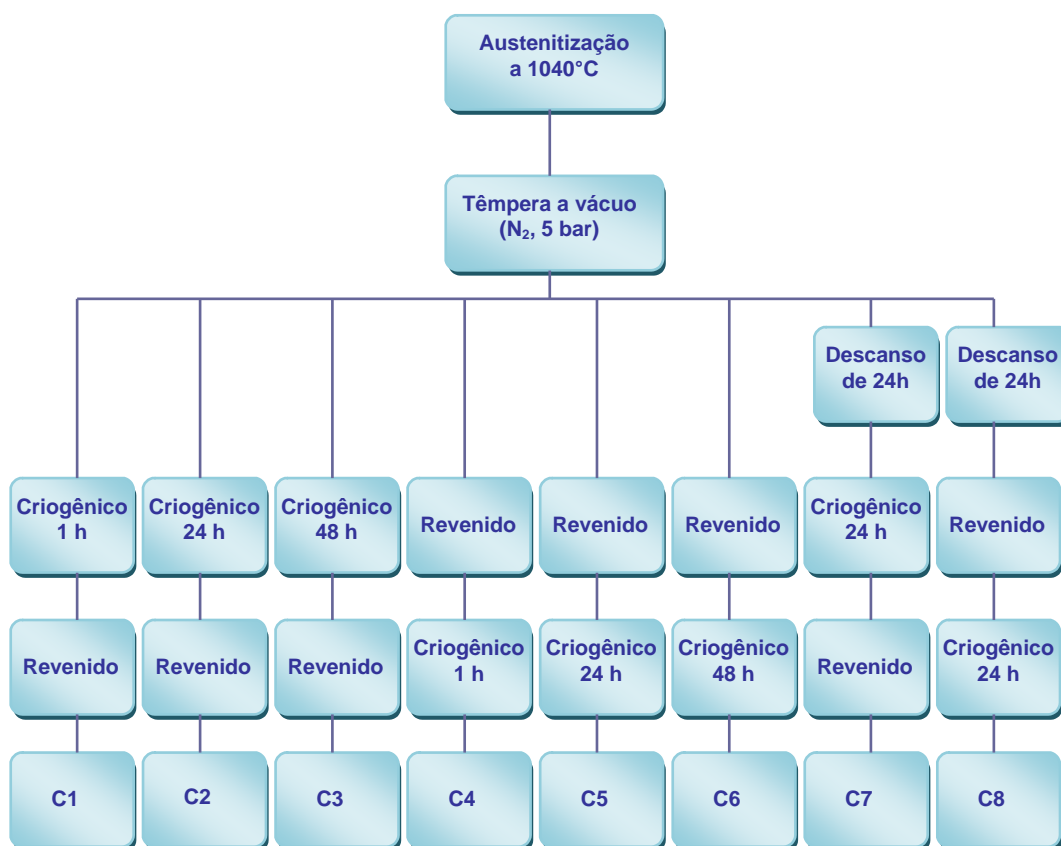 Austenitização
a 1040°C
Têmpera a vácuo
(N₂, 5 bar)
Descanso
de 24h
Descanso
de 24h
Criogênico
1 h
Criogênico
24 h
Criogênico
48 h
Revenido
Revenido
Revenido
Criogênico
24 h
Revenido
Revenido
Revenido
Revenido
Criogênico
1 h
Criogênico
24 h
Criogênico
48 h
Revenido
Criogênico
24 h
C1
C2
C3
C4
C5
C6
C7
C8